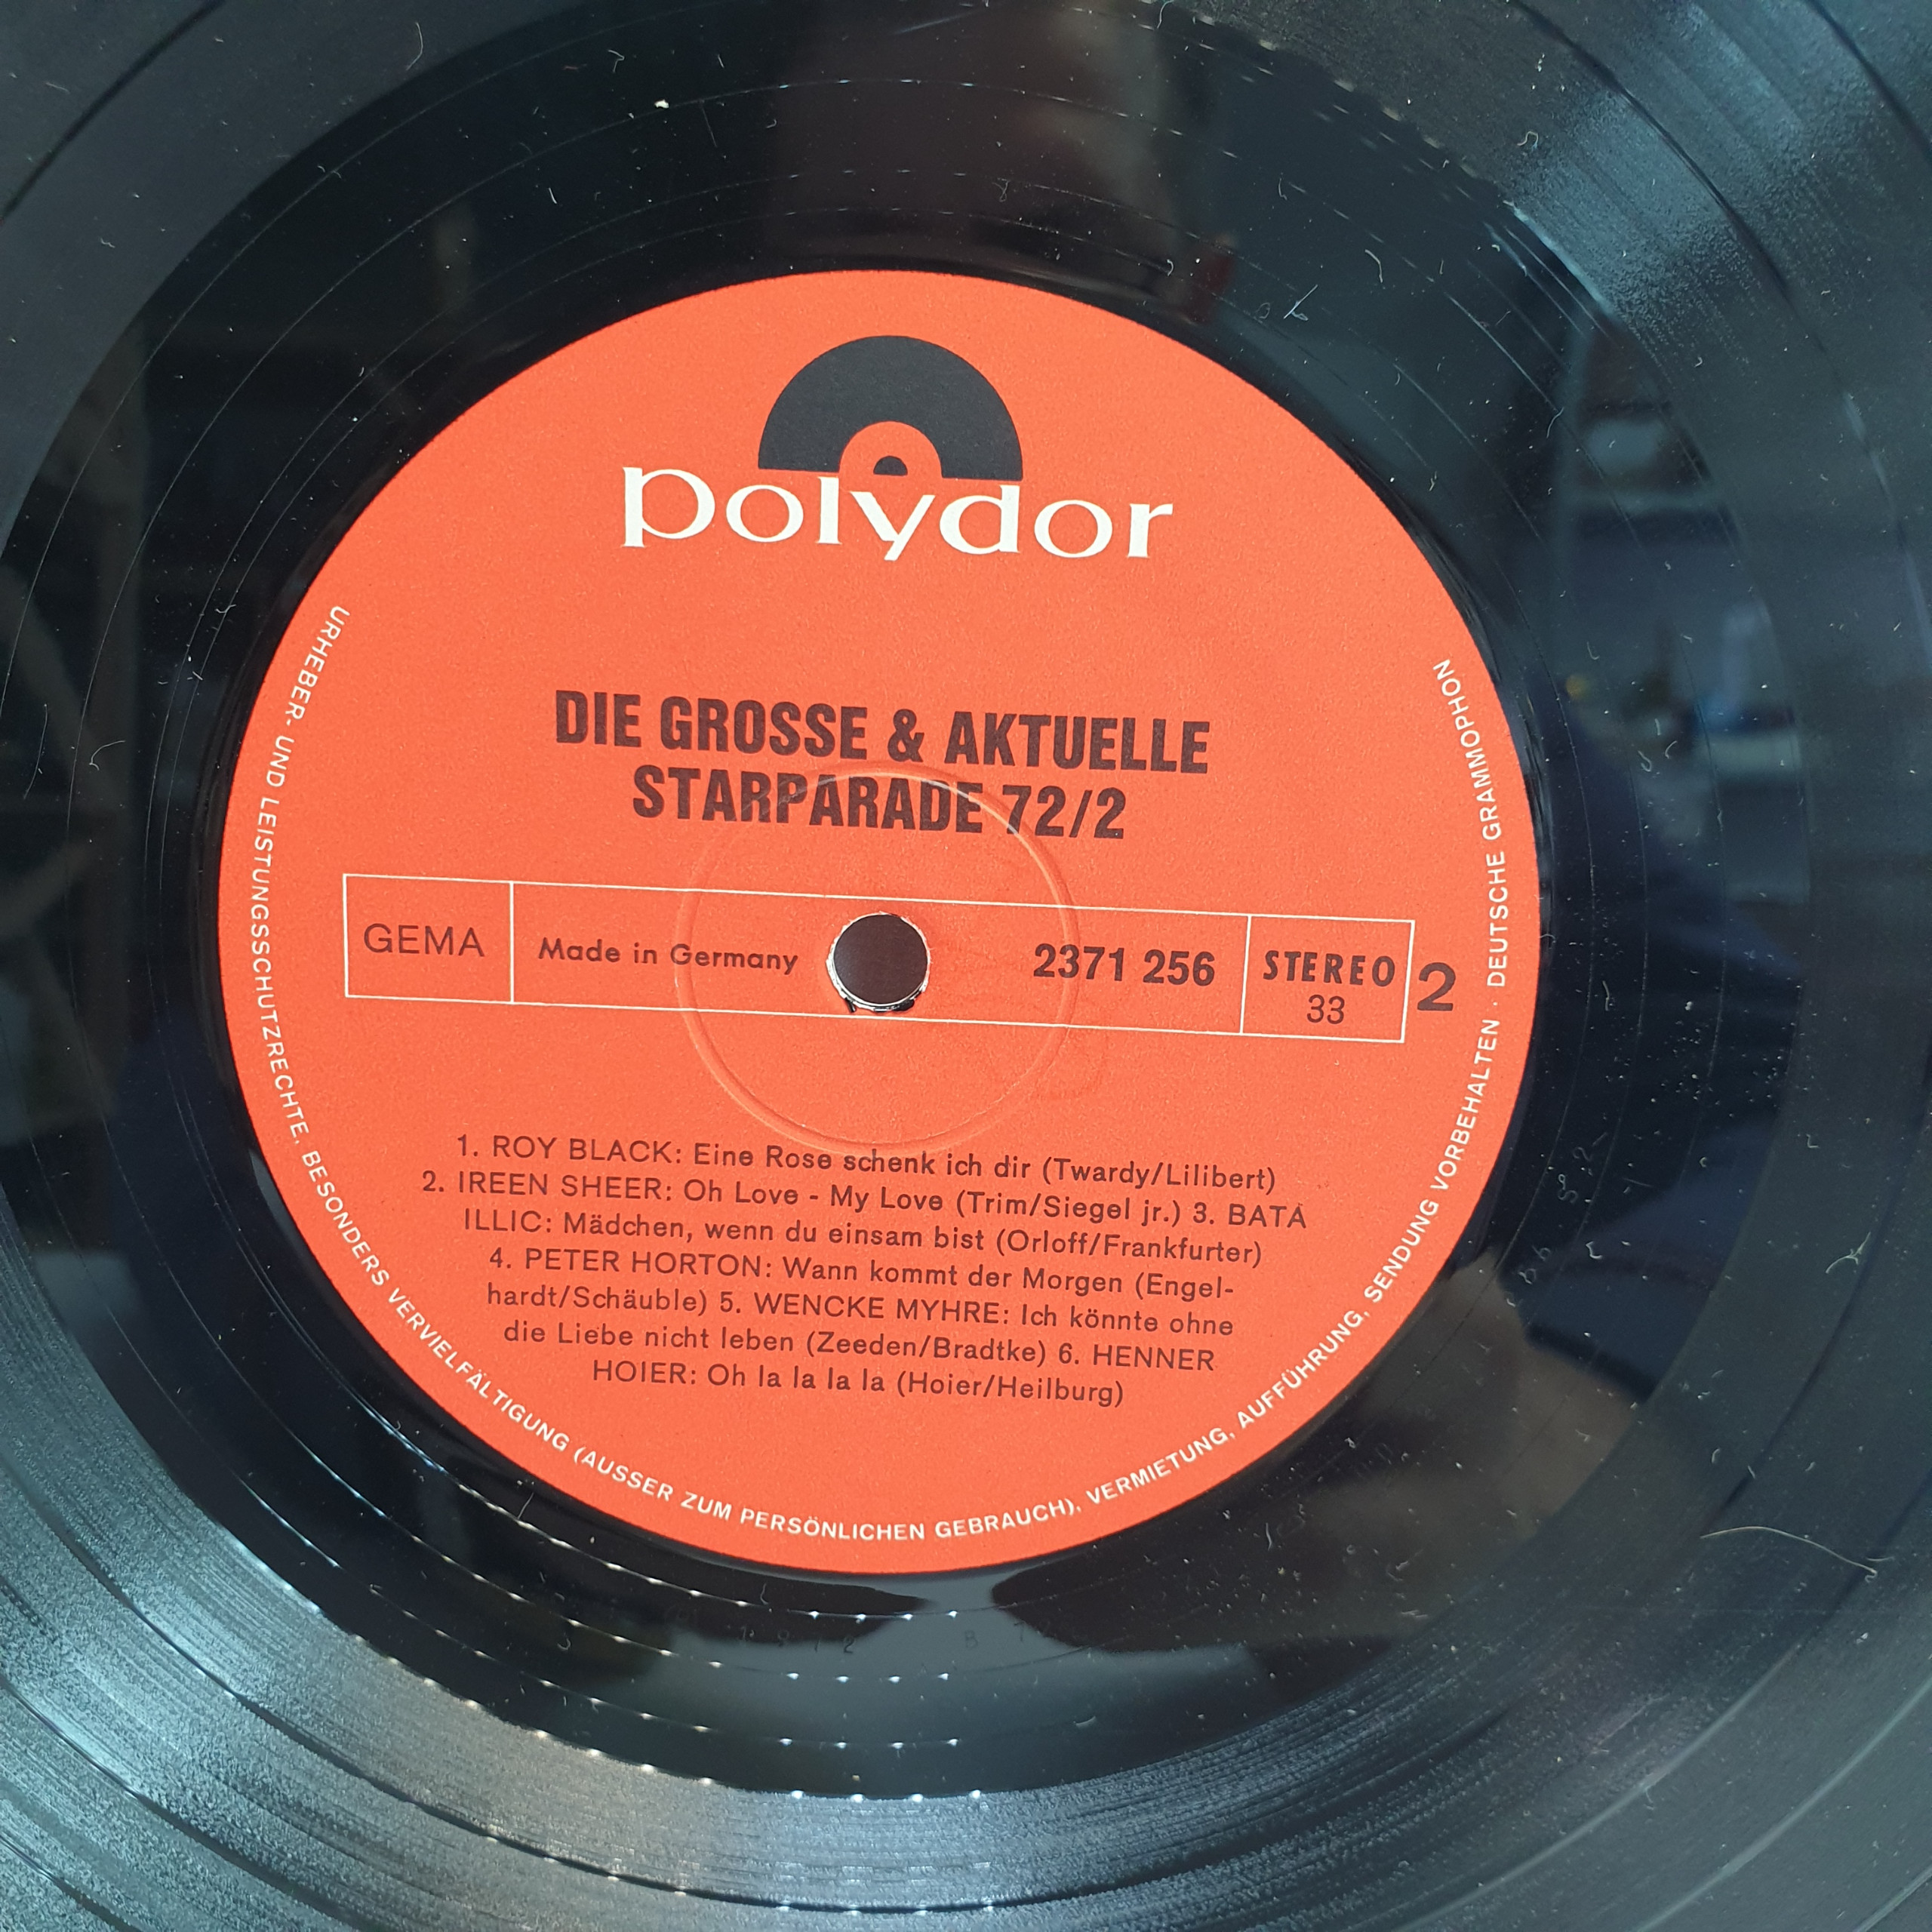 polydor
DIE GROSSE & AKTUELLE
STARPARADE 72/2
GEMA
Made in Germany
2371 256
STEREO
33
2
1. ROY BLACK: Eine Rose schenk ich dir (Twardy/Lilibert)
2. IREEN SHEER: Oh Love - My Love (Trim/Siegel jr.) 3. BATA
ILLIC: Mädchen, wenn du einsam bist (Orloff/Frankfurter)
4. PETER HORTON: Wann kommt der Morgen (Engel-
hardt/Schäuble) 5. WENCKE MYHRE: Ich könnte ohne
die Liebe nicht leben (Zeeden/Bradtke) 6. HENNER
HOIER: Oh la la la la (Hoier/Heilburg)
URHEBER- UND LEISTUNGSSCHUTZRECHTE, BESONDERS VERVIELFÄLTIGUNG (AUSSER ZUM PERSÖNLICHEN GEBRAUCH), VERMIETUNG, AUFFÜHRUNG, SENDUNG VORBEHALTEN · DEUTSCHE GRAMMOPHON